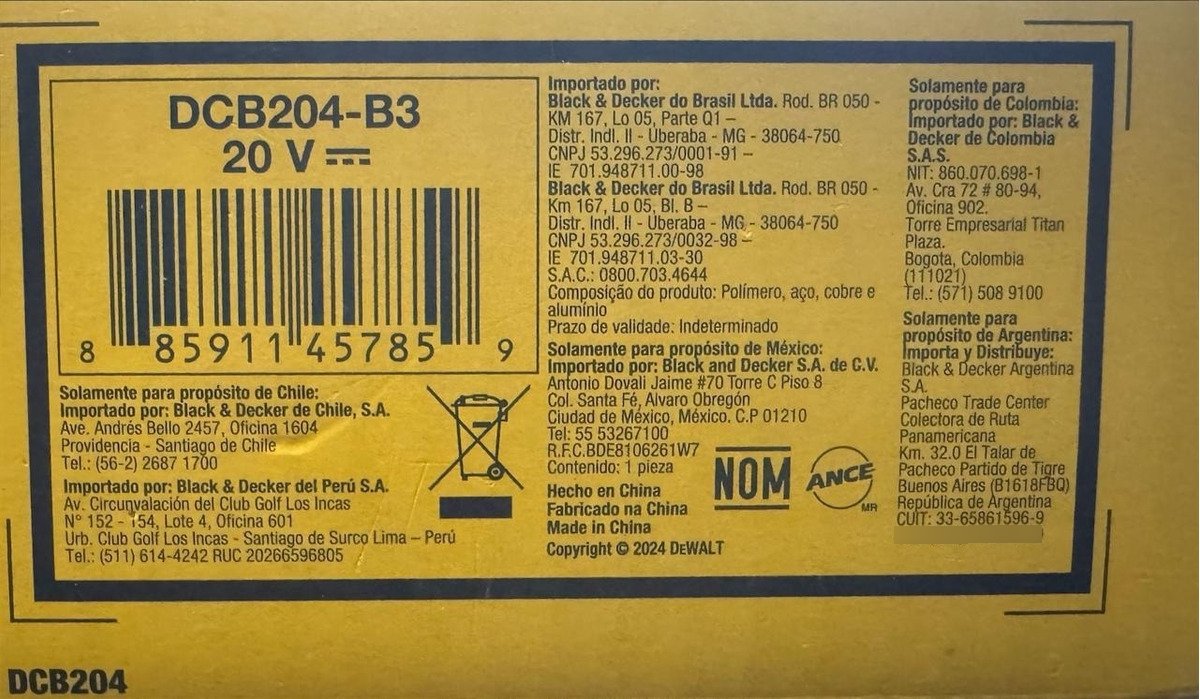 DCB204-B3
20 V
8 85911 45785 9
Solamente para propósito de Chile:
Importado por: Black & Decker de Chile, S.A.
Ave. Andrés Bello 2457, Oficina 1604
Providencia - Santiago de Chile
Tel.: (56-2) 2687 1700
Importado por: Black & Decker del Perú S.A.
Av. Circunvalación del Club Golf Los Incas
N° 152 - 154, Lote 4, Oficina 601
Urb. Club Golf Los Incas - Santiago de Surco Lima – Perú
Tel.: (511) 614-4242 RUC 20266596805
Importado por:
Black & Decker do Brasil Ltda. Rod. BR 050 -
KM 167, Lo 05, Parte Q1 –
Distr. Indl. II - Uberaba - MG - 38064-750
CNPJ 53.296.273/0001-91 –
IE 701.948711.00-98
Black & Decker do Brasil Ltda. Rod. BR 050 -
Km 167, Lo 05, Bl. B –
Distr. Indl. II - Uberaba - MG - 38064-750
CNPJ 53.296.273/0032-98 –
IE 701.948711.03-30
S.A.C.: 0800.703.4644
Composição do produto: Polímero, aço, cobre e
alumínio
Prazo de validade: Indeterminado
Solamente para propósito de México:
Importado por: Black and Decker S.A. de C.V.
Antonio Dovali Jaime #70 Torre C Piso 8
Col. Santa Fé, Alvaro Obregón
Ciudad de México, México. C.P 01210
Tel: 55 53267100
R.F.C.BDE8106261W7
Contenido: 1 pieza
Hecho en China
Fabricado na China
Made in China
Copyright © 2024 DEWALT
NOM
ANCE
MR
Solamente para
propósito de Colombia:
Importado por: Black &
Decker de Colombia
S.A.S.
NIT: 860.070.698-1
Av. Cra 72 # 80-94,
Oficina 902.
Torre Empresarial Titan
Plaza.
Bogotá, Colombia
(111021)
Tel.: (571) 508 9100
Solamente para
propósito de Argentina:
Importa y Distribuye:
Black & Decker Argentina
S.A.
Pacheco Trade Center
Colectora de Ruta
Panamericana
Km. 32.0 El Talar de
Pacheco Partido de Tigre
Buenos Aires (B1618FBQ)
República de Argentina
CUIT: 33-65861596-9
DCB204